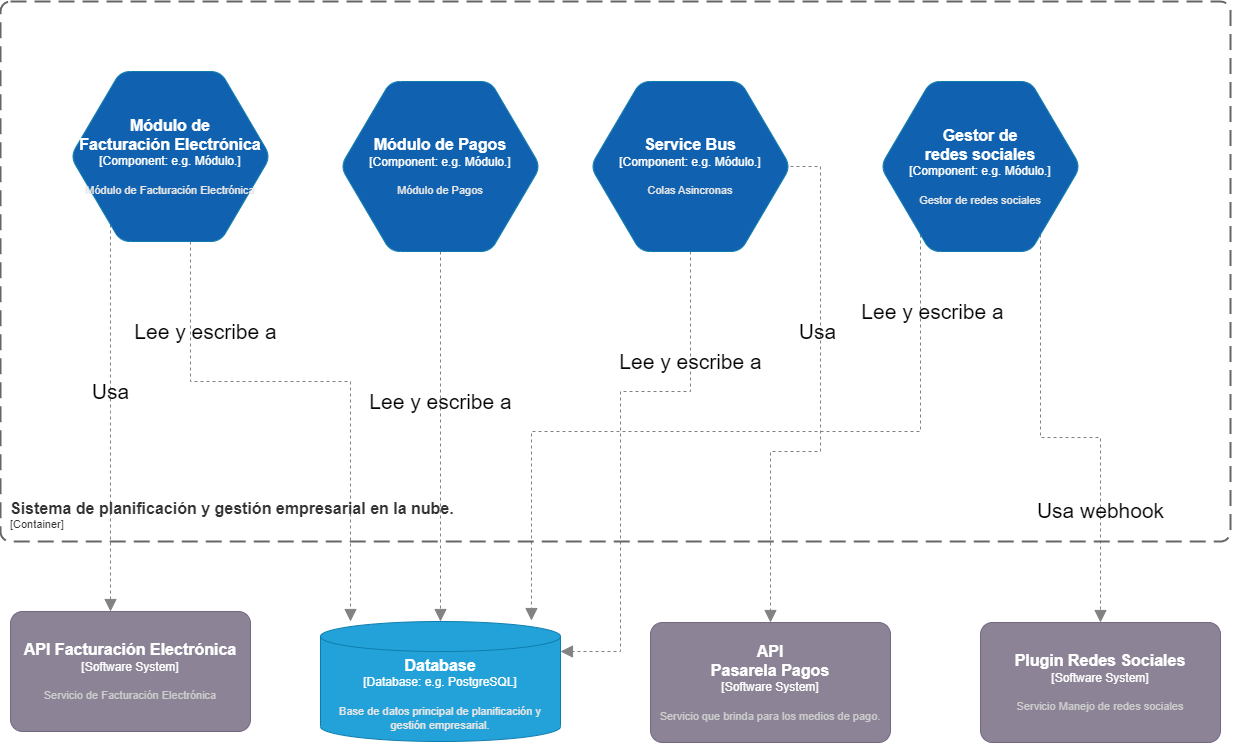 Módulo de
Facturación Electrónica
[Component: e.g. Módulo.]
Módulo de Facturación Electrónica
Módulo de Pagos
[Component: e.g. Módulo.]
Módulo de Pagos
Service Bus
[Component: e.g. Módulo.]
Colas Asincronas
Gestor de
redes sociales
[Component: e.g. Módulo.]
Gestor de redes sociales
Lee y escribe a
Usa
Lee y escribe a
Lee y escribe a
Usa
Lee y escribe a
Usa webhook
Sistema de planificación y gestión empresarial en la nube.
[Container]
API Facturación Electrónica
[Software System]
Servicio de Facturación Electrónica
Database
[Database: e.g. PostgreSQL]
Base de datos principal de planificación y
gestión empresarial.
API
Pasarela Pagos
[Software System]
Servicio que brinda para los medios de pago.
Plugin Redes Sociales
[Software System]
Servicio Manejo de redes sociales